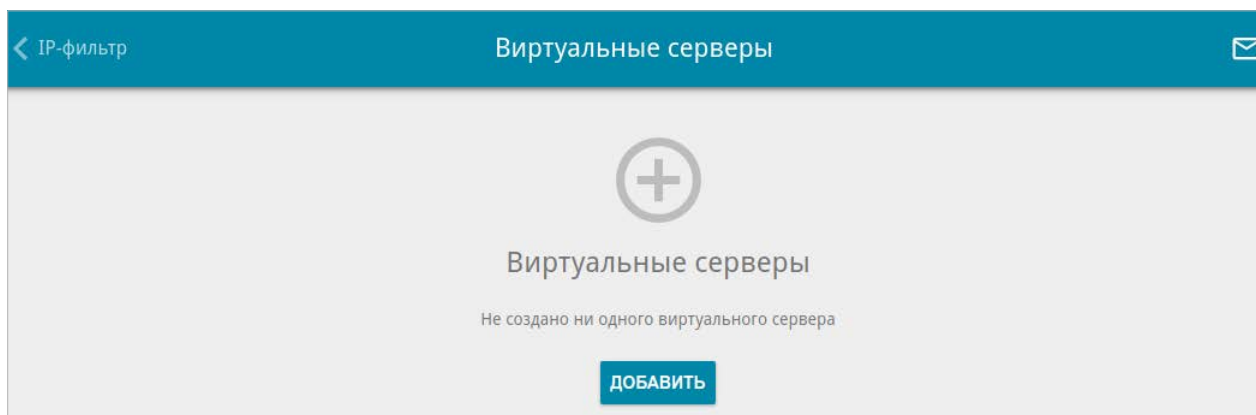 IP-фильтр
Виртуальные серверы
Виртуальные серверы
Не создано ни одного виртуального сервера
ДОБАВИТЬ